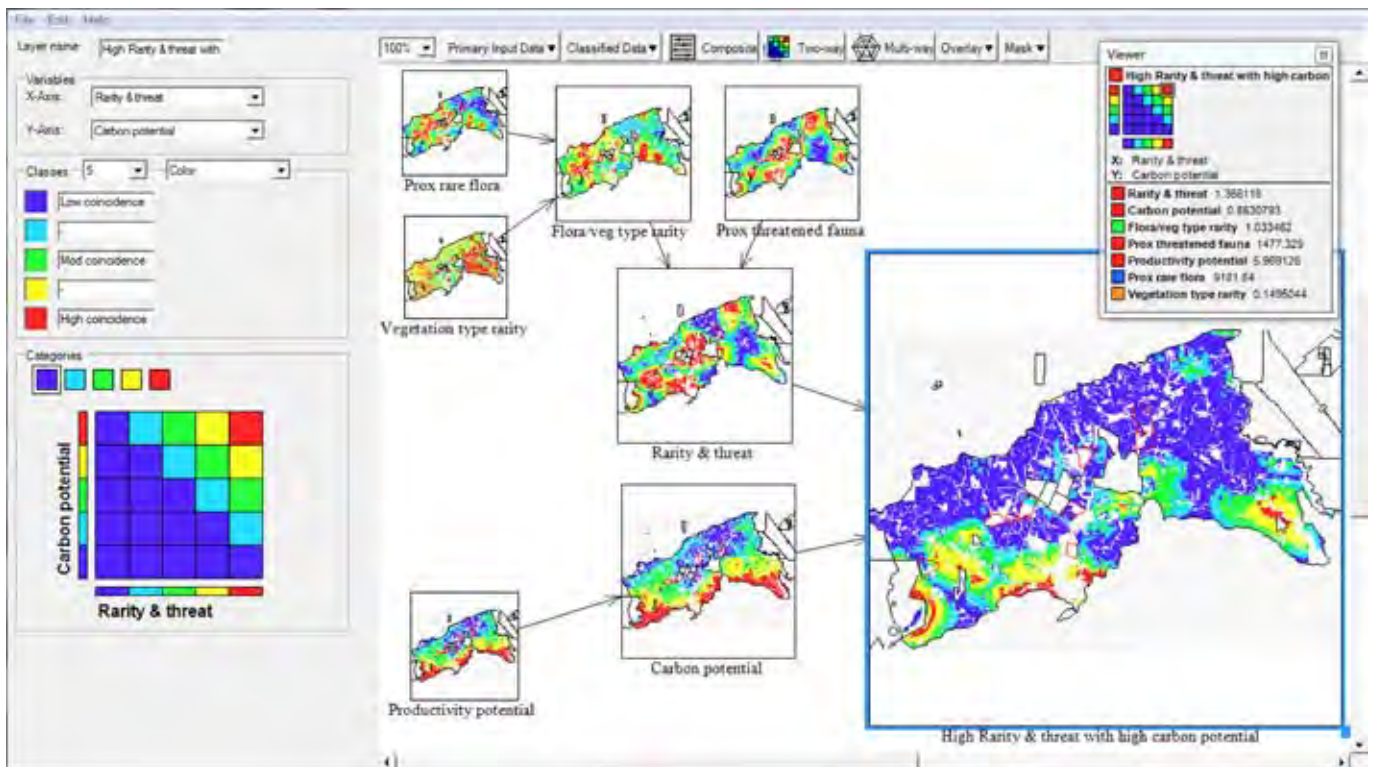 File Edit Help
Layer name High Rarity & threat with
Variables
X-Axis: Rarity & threat
Y-Axis: Carbon potential
Classes 5 Color
Low coincidence
-
Mod coincidence
-
High coincidence
Categories
Carbon potential
Rarity & threat
100% Primary Input Data Classified Data Composite Two-way Multi-way Overlay Mask
Prox rare flora
Flora/veg type rarity
Prox threatened fauna
Vegetation type rarity
Rarity & threat
Carbon potential
Productivity potential
High Rarity & threat with high carbon potential
Viewer
High Rarity & threat with high carbon
X: Rarity & threat
Y: Carbon potential
Rarity & threat 1.366116
Carbon potential 0.8630793
Flora/veg type rarity 1.033462
Prox threatened fauna 1477.329
Productivity potential 5.969126
Prox rare flora 9101.64
Vegetation type rarity 0.1495044